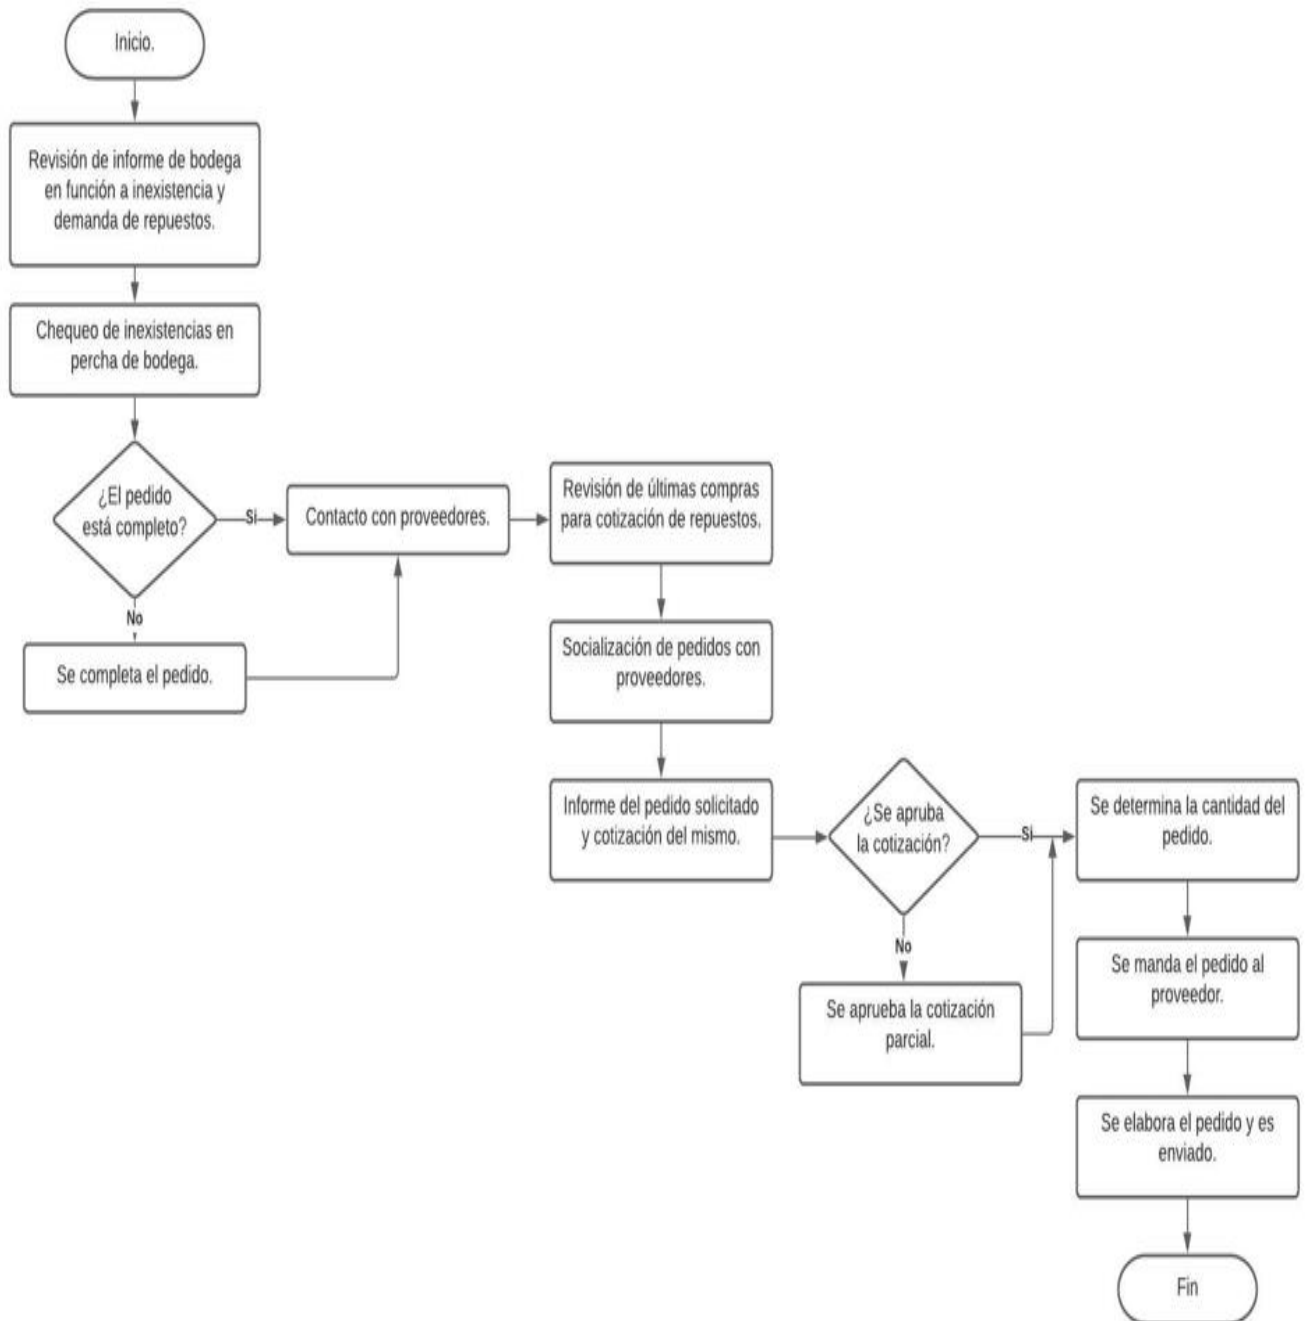 Inicio.
Revisión de informe de bodega
en función a inexistencia y
demanda de repuestos.
Chequeo de inexistencias en
percha de bodega.
¿El pedido
está completo?
Si
No
Se completa el pedido.
Contacto con proveedores.
Revisión de últimas compras
para cotización de repuestos.
Socialización de pedidos con
proveedores.
Informe del pedido solicitado
y cotización del mismo.
¿Se apruba
la cotización?
Si
No
Se aprueba la cotización
parcial.
Se determina la cantidad del
pedido.
Se manda el pedido al
proveedor.
Se elabora el pedido y es
enviado.
Fin